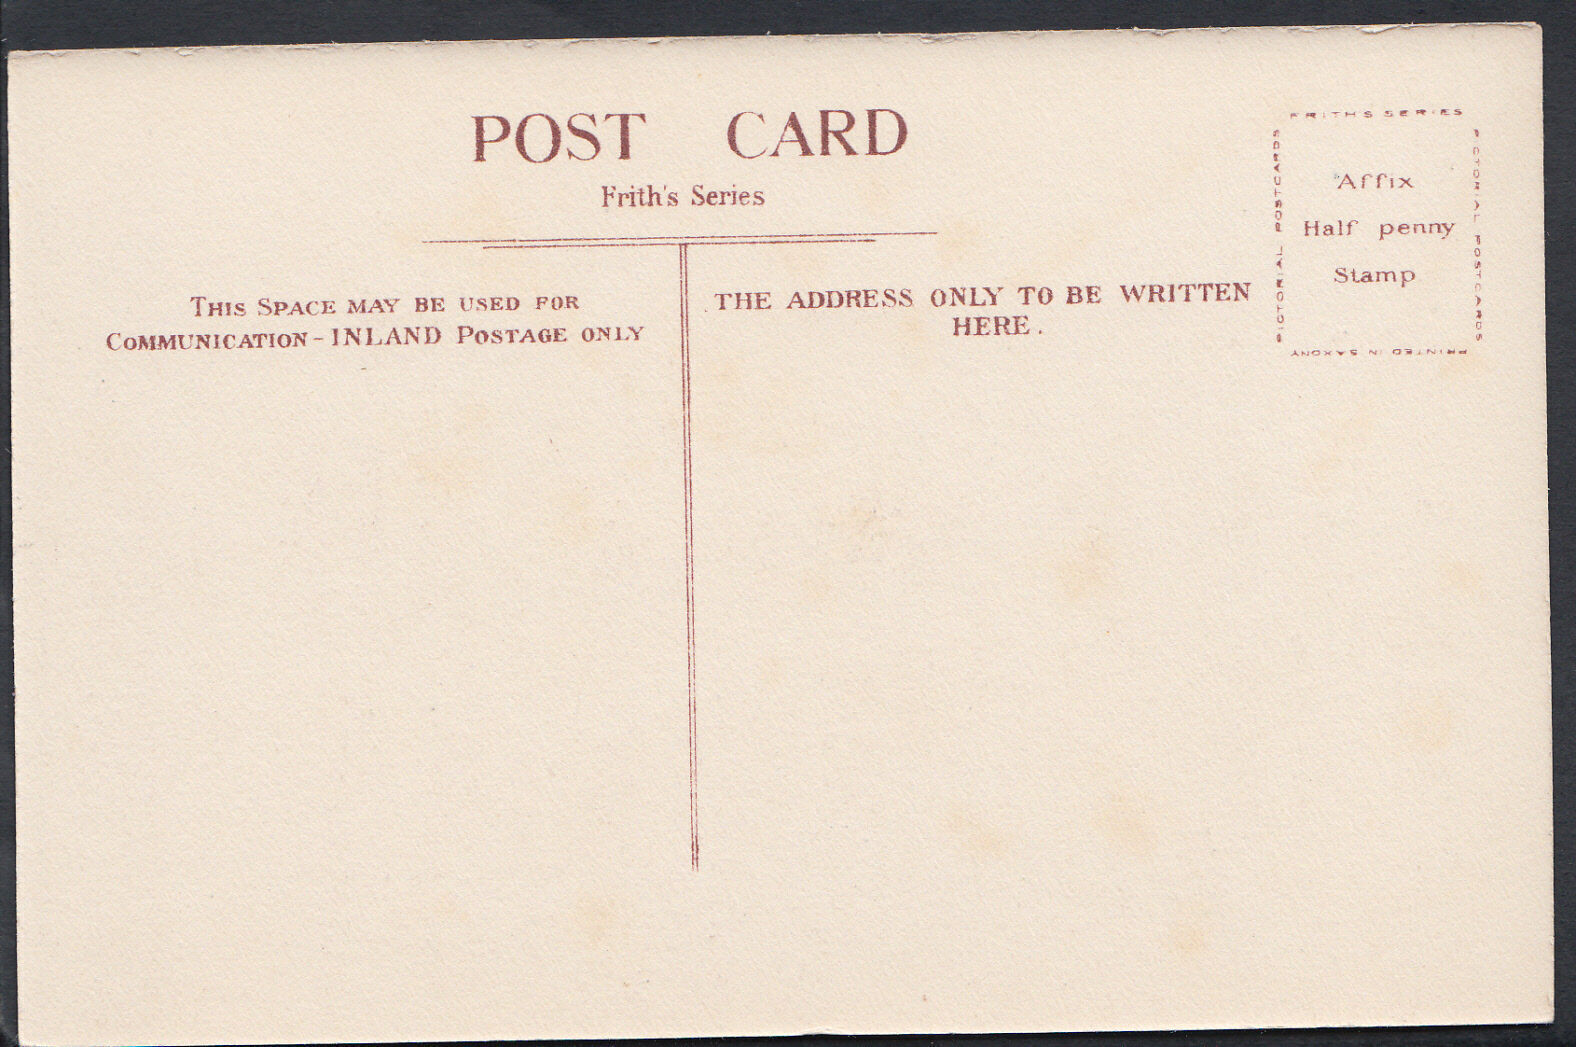 POST CARD
Frith's Series
THIS SPACE MAY BE USED FOR
COMMUNICATION - INLAND POSTAGE ONLY
THE ADDRESS ONLY TO BE WRITTEN
HERE.
FRITH'S SERIES
PICTORIAL POSTCARDS
Affix
Half penny
Stamp
PICTORIAL POSTCARDS
PRINTED IN SAXONY